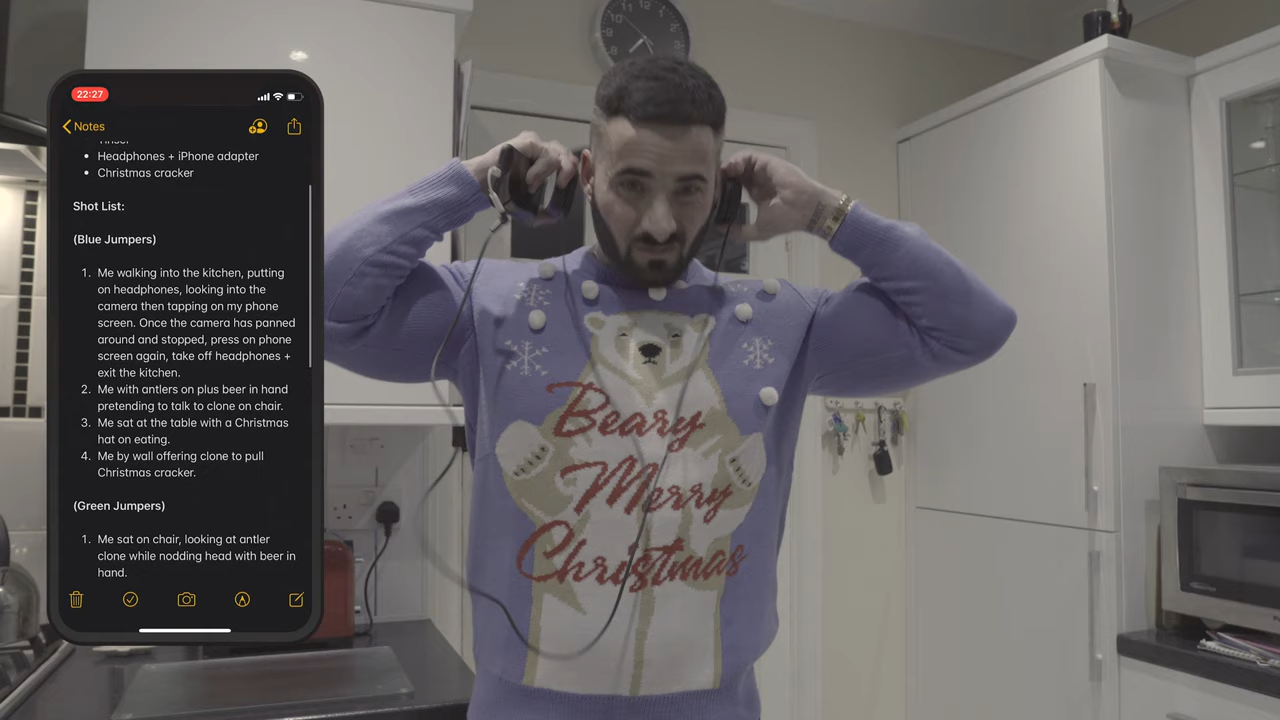 22:27
Notes
Tinsel
• Headphones + iPhone adapter
• Christmas cracker
Shot List:
(Blue Jumpers)
1. Me walking into the kitchen, putting
on headphones, looking into the
camera then tapping on my phone
screen. Once the camera has panned
around and stopped, press on phone
screen again, take off headphones +
exit the kitchen.
2. Me with antlers on plus beer in hand
pretending to talk to clone on chair.
3. Me sat at the table with a Christmas
hat on eating.
4. Me by wall offering clone to pull
Christmas cracker.
(Green Jumpers)
1. Me sat on chair, looking at antler
clone while nodding head with beer in
hand.
Beary
Merry
Christmas